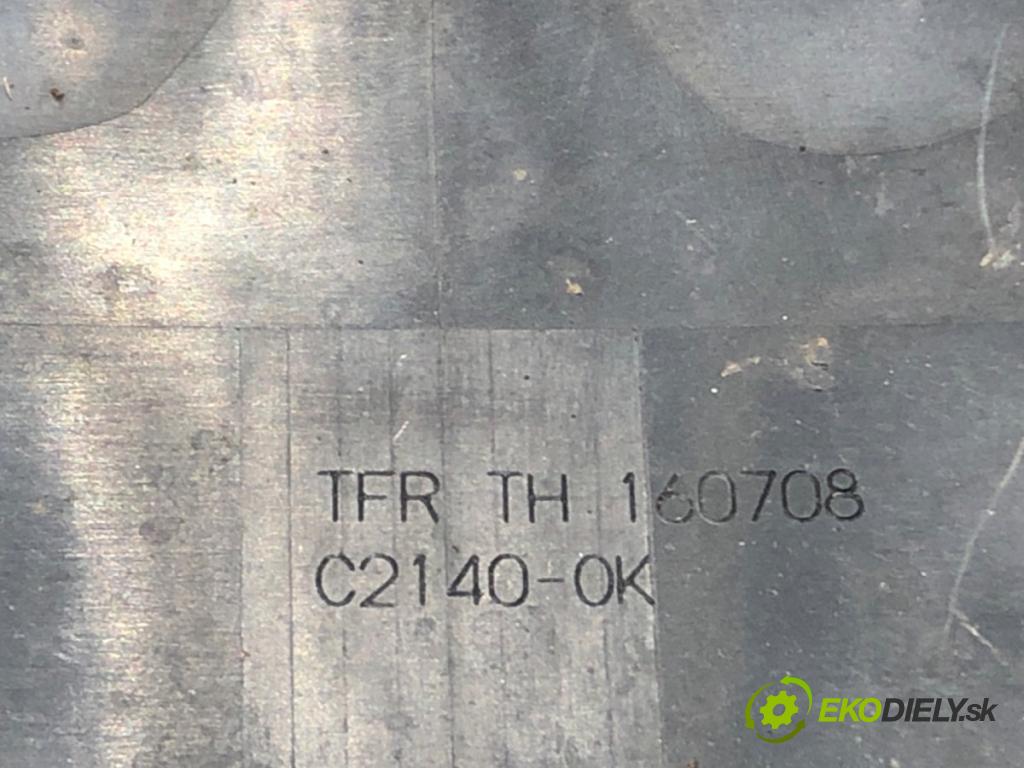 TFR TH 160708
C2140-0K
EKODIELY.sk